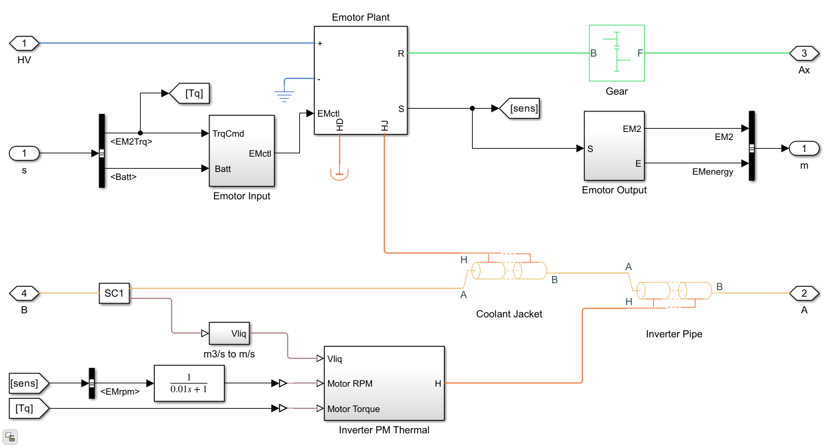 Emotor Plant
1
HV
+
-
EMctl
HD
HJ
R
S
B
F
Gear
3
Ax
[Tq]
[sens]
1
s
<EM2Trq>
<Batt>
TrqCmd
Batt
EMctl
Emotor Input
S
EM2
E
Emotor Output
EM2
EMenergy
1
m
4
B
SC1
H
A
B
Coolant Jacket
A
H
B
Inverter Pipe
2
A
Vliq
m3/s to m/s
[sens]
<EMrpm>
1
0.01s + 1
[Tq]
Vliq
Motor RPM
Motor Torque
H
Inverter PM Thermal